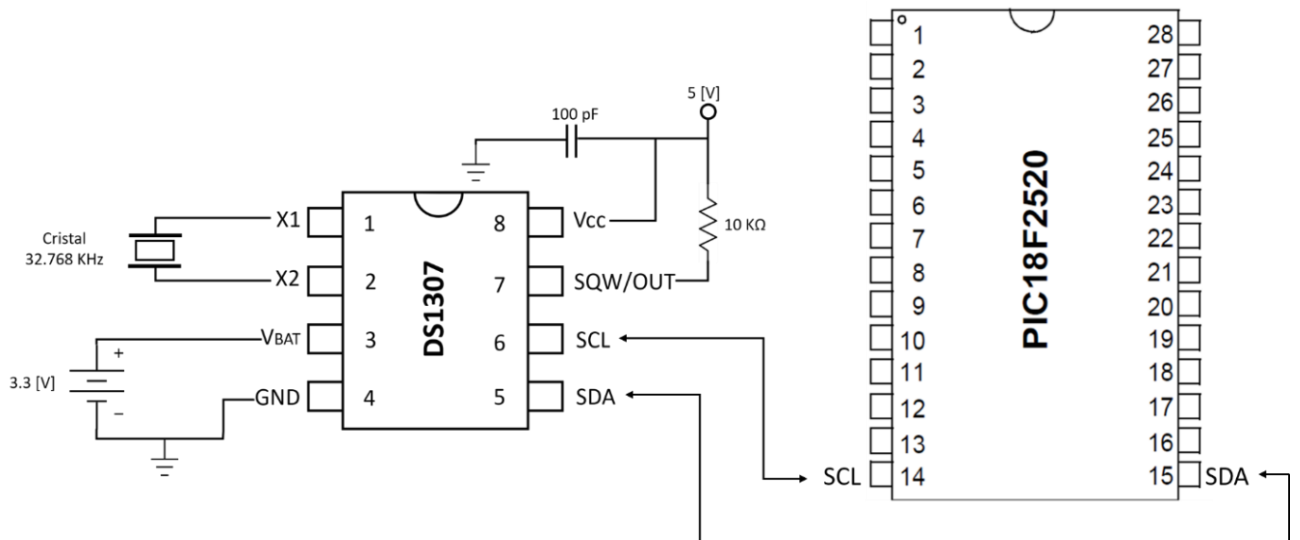 5 [V]
100 pF
10 KΩ
Cristal
32.768 KHz
3.3 [V]
X1
X2
VBAT
GND
1
2
3
4
DS1307
8
7
6
5
Vcc
SQW/OUT
SCL
SDA
SCL
1
2
3
4
5
6
7
8
9
10
11
12
13
14
PIC18F2520
28
27
26
25
24
23
22
21
20
19
18
17
16
15
SDA